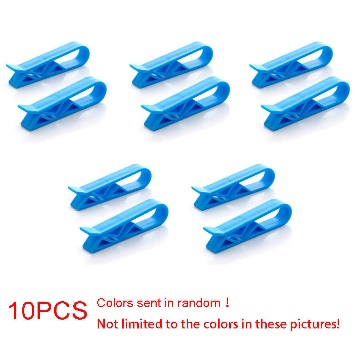 10PCS Colors sent in random !
Not limited to the colors in these pictures!